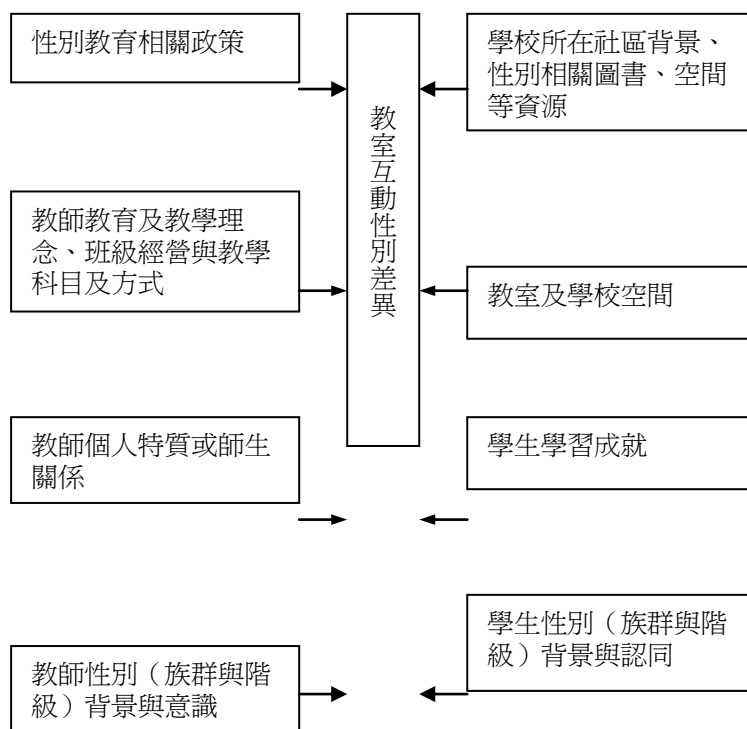 性別教育相關政策
學校所在社區背景、
性別相關圖書、空間
等資源
教室互動性別差異
教師教育及教學理
念、班級經營與教學
科目及方式
教室及學校空間
教師個人特質或師生
關係
學生學習成就
學生性別（族群與階
級）背景與認同
教師性別（族群與階
級）背景與意識